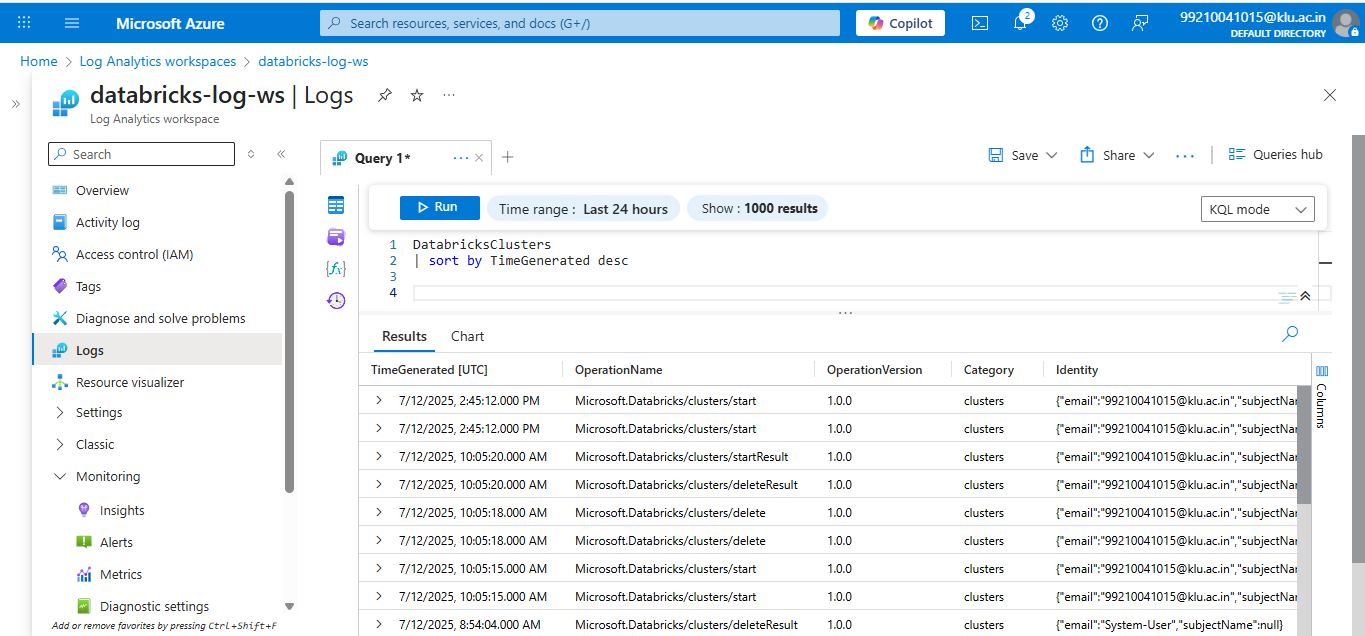 Microsoft Azure
Search resources, services, and docs (G+/)
Copilot
2
99210041015@klu.ac.in
DEFAULT DIRECTORY
Home > Log Analytics workspaces > databricks-log-ws
databricks-log-ws | Logs
Log Analytics workspace
Search
Overview
Activity log
Access control (IAM)
Tags
Diagnose and solve problems
Logs
Resource visualizer
Settings
Classic
Monitoring
Insights
Alerts
Metrics
Diagnostic settings
Add or remove favorites by pressing Ctrl+Shift+F
Query 1*
Save
Share
Queries hub
Run
Time range : Last 24 hours
Show : 1000 results
KQL mode
1 DatabricksClusters
2 | sort by TimeGenerated desc
3
4
Results Chart
TimeGenerated [UTC] OperationName OperationVersion Category Identity
7/12/2025, 2:45:12.000 PM Microsoft.Databricks/clusters/start 1.0.0 clusters {"email":"99210041015@klu.ac.in","subjectNa
7/12/2025, 2:45:12.000 PM Microsoft.Databricks/clusters/start 1.0.0 clusters {"email":"99210041015@klu.ac.in","subjectNa
7/12/2025, 10:05:20.000 AM Microsoft.Databricks/clusters/startResult 1.0.0 clusters {"email":"99210041015@klu.ac.in","subjectNa
7/12/2025, 10:05:20.000 AM Microsoft.Databricks/clusters/deleteResult 1.0.0 clusters {"email":"99210041015@klu.ac.in","subjectNa
7/12/2025, 10:05:18.000 AM Microsoft.Databricks/clusters/delete 1.0.0 clusters {"email":"99210041015@klu.ac.in","subjectNa
7/12/2025, 10:05:18.000 AM Microsoft.Databricks/clusters/delete 1.0.0 clusters {"email":"99210041015@klu.ac.in","subjectNa
7/12/2025, 10:05:15.000 AM Microsoft.Databricks/clusters/start 1.0.0 clusters {"email":"99210041015@klu.ac.in","subjectNa
7/12/2025, 10:05:15.000 AM Microsoft.Databricks/clusters/start 1.0.0 clusters {"email":"99210041015@klu.ac.in","subjectNa
7/12/2025, 8:54:04.000 AM Microsoft.Databricks/clusters/deleteResult 1.0.0 clusters {"email":"System-User","subjectName":null}
Columns